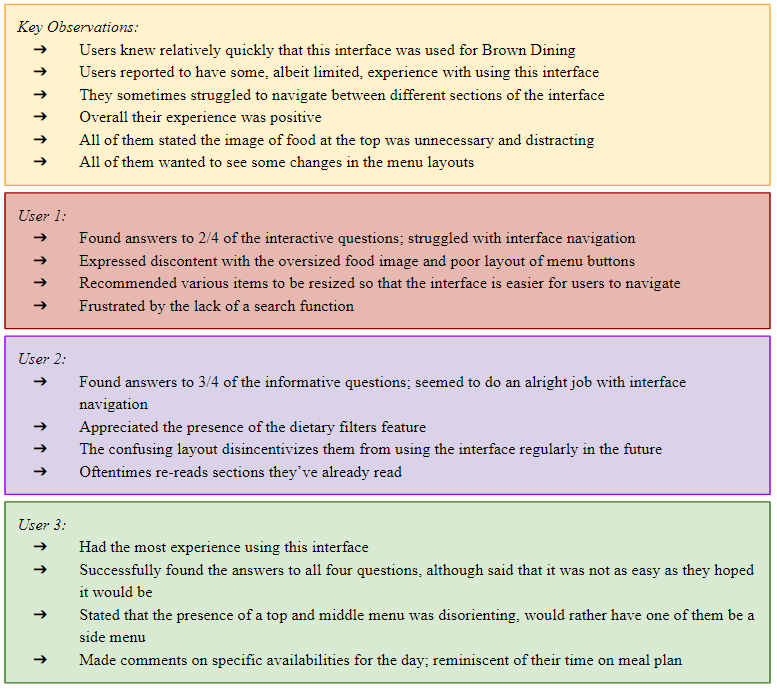 Key Observations:
➔ Users knew relatively quickly that this interface was used for Brown Dining
➔ Users reported to have some, albeit limited, experience with using this interface
➔ They sometimes struggled to navigate between different sections of the interface
➔ Overall their experience was positive
➔ All of them stated the image of food at the top was unnecessary and distracting
➔ All of them wanted to see some changes in the menu layouts
User 1:
➔ Found answers to 2/4 of the interactive questions; struggled with interface navigation
➔ Expressed discontent with the oversized food image and poor layout of menu buttons
➔ Recommended various items to be resized so that the interface is easier for users to navigate
➔ Frustrated by the lack of a search function
User 2:
➔ Found answers to 3/4 of the informative questions; seemed to do an alright job with interface
navigation
➔ Appreciated the presence of the dietary filters feature
➔ The confusing layout disincentivizes them from using the interface regularly in the future
➔ Oftentimes re-reads sections they've already read
User 3:
➔ Had the most experience using this interface
➔ Successfully found the answers to all four questions, although said that it was not as easy as they hoped
it would be
➔ Stated that the presence of a top and middle menu was disorienting, would rather have one of them be a
side menu
➔ Made comments on specific availabilities for the day; reminiscent of their time on meal plan